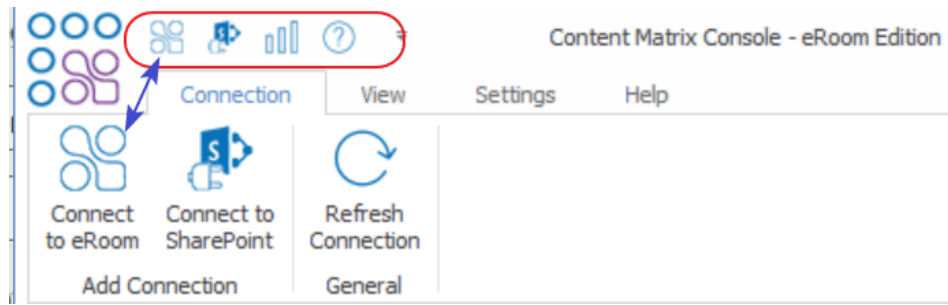 Content Matrix Console - eRoom Edition
Connection View Settings Help
Connect Connect to Refresh
to eRoom SharePoint Connection
Add Connection General